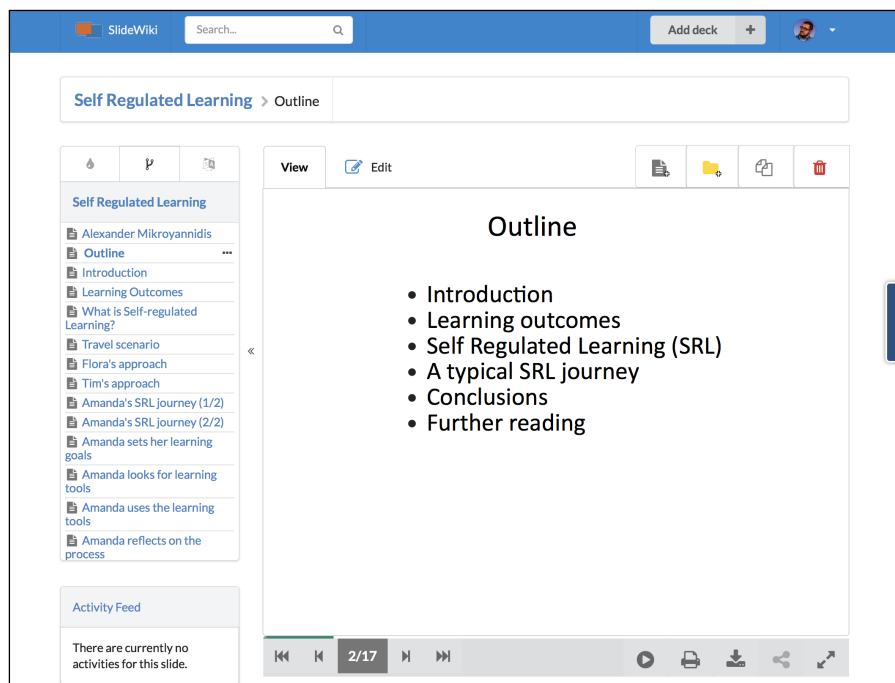 SlideWiki
Search...
Add deck
Self Regulated Learning > Outline
Self Regulated Learning
Alexander Mikroyannidis
Outline
Introduction
Learning Outcomes
What is Self-regulated
Learning?
Travel scenario
Flora's approach
Tim's approach
Amanda's SRL journey (1/2)
Amanda's SRL journey (2/2)
Amanda sets her learning
goals
Amanda looks for learning
tools
Amanda uses the learning
tools
Amanda reflects on the
process
Activity Feed
There are currently no
activities for this slide.
View
Edit
Outline
• Introduction
• Learning outcomes
• Self Regulated Learning (SRL)
• A typical SRL journey
• Conclusions
• Further reading
2/17